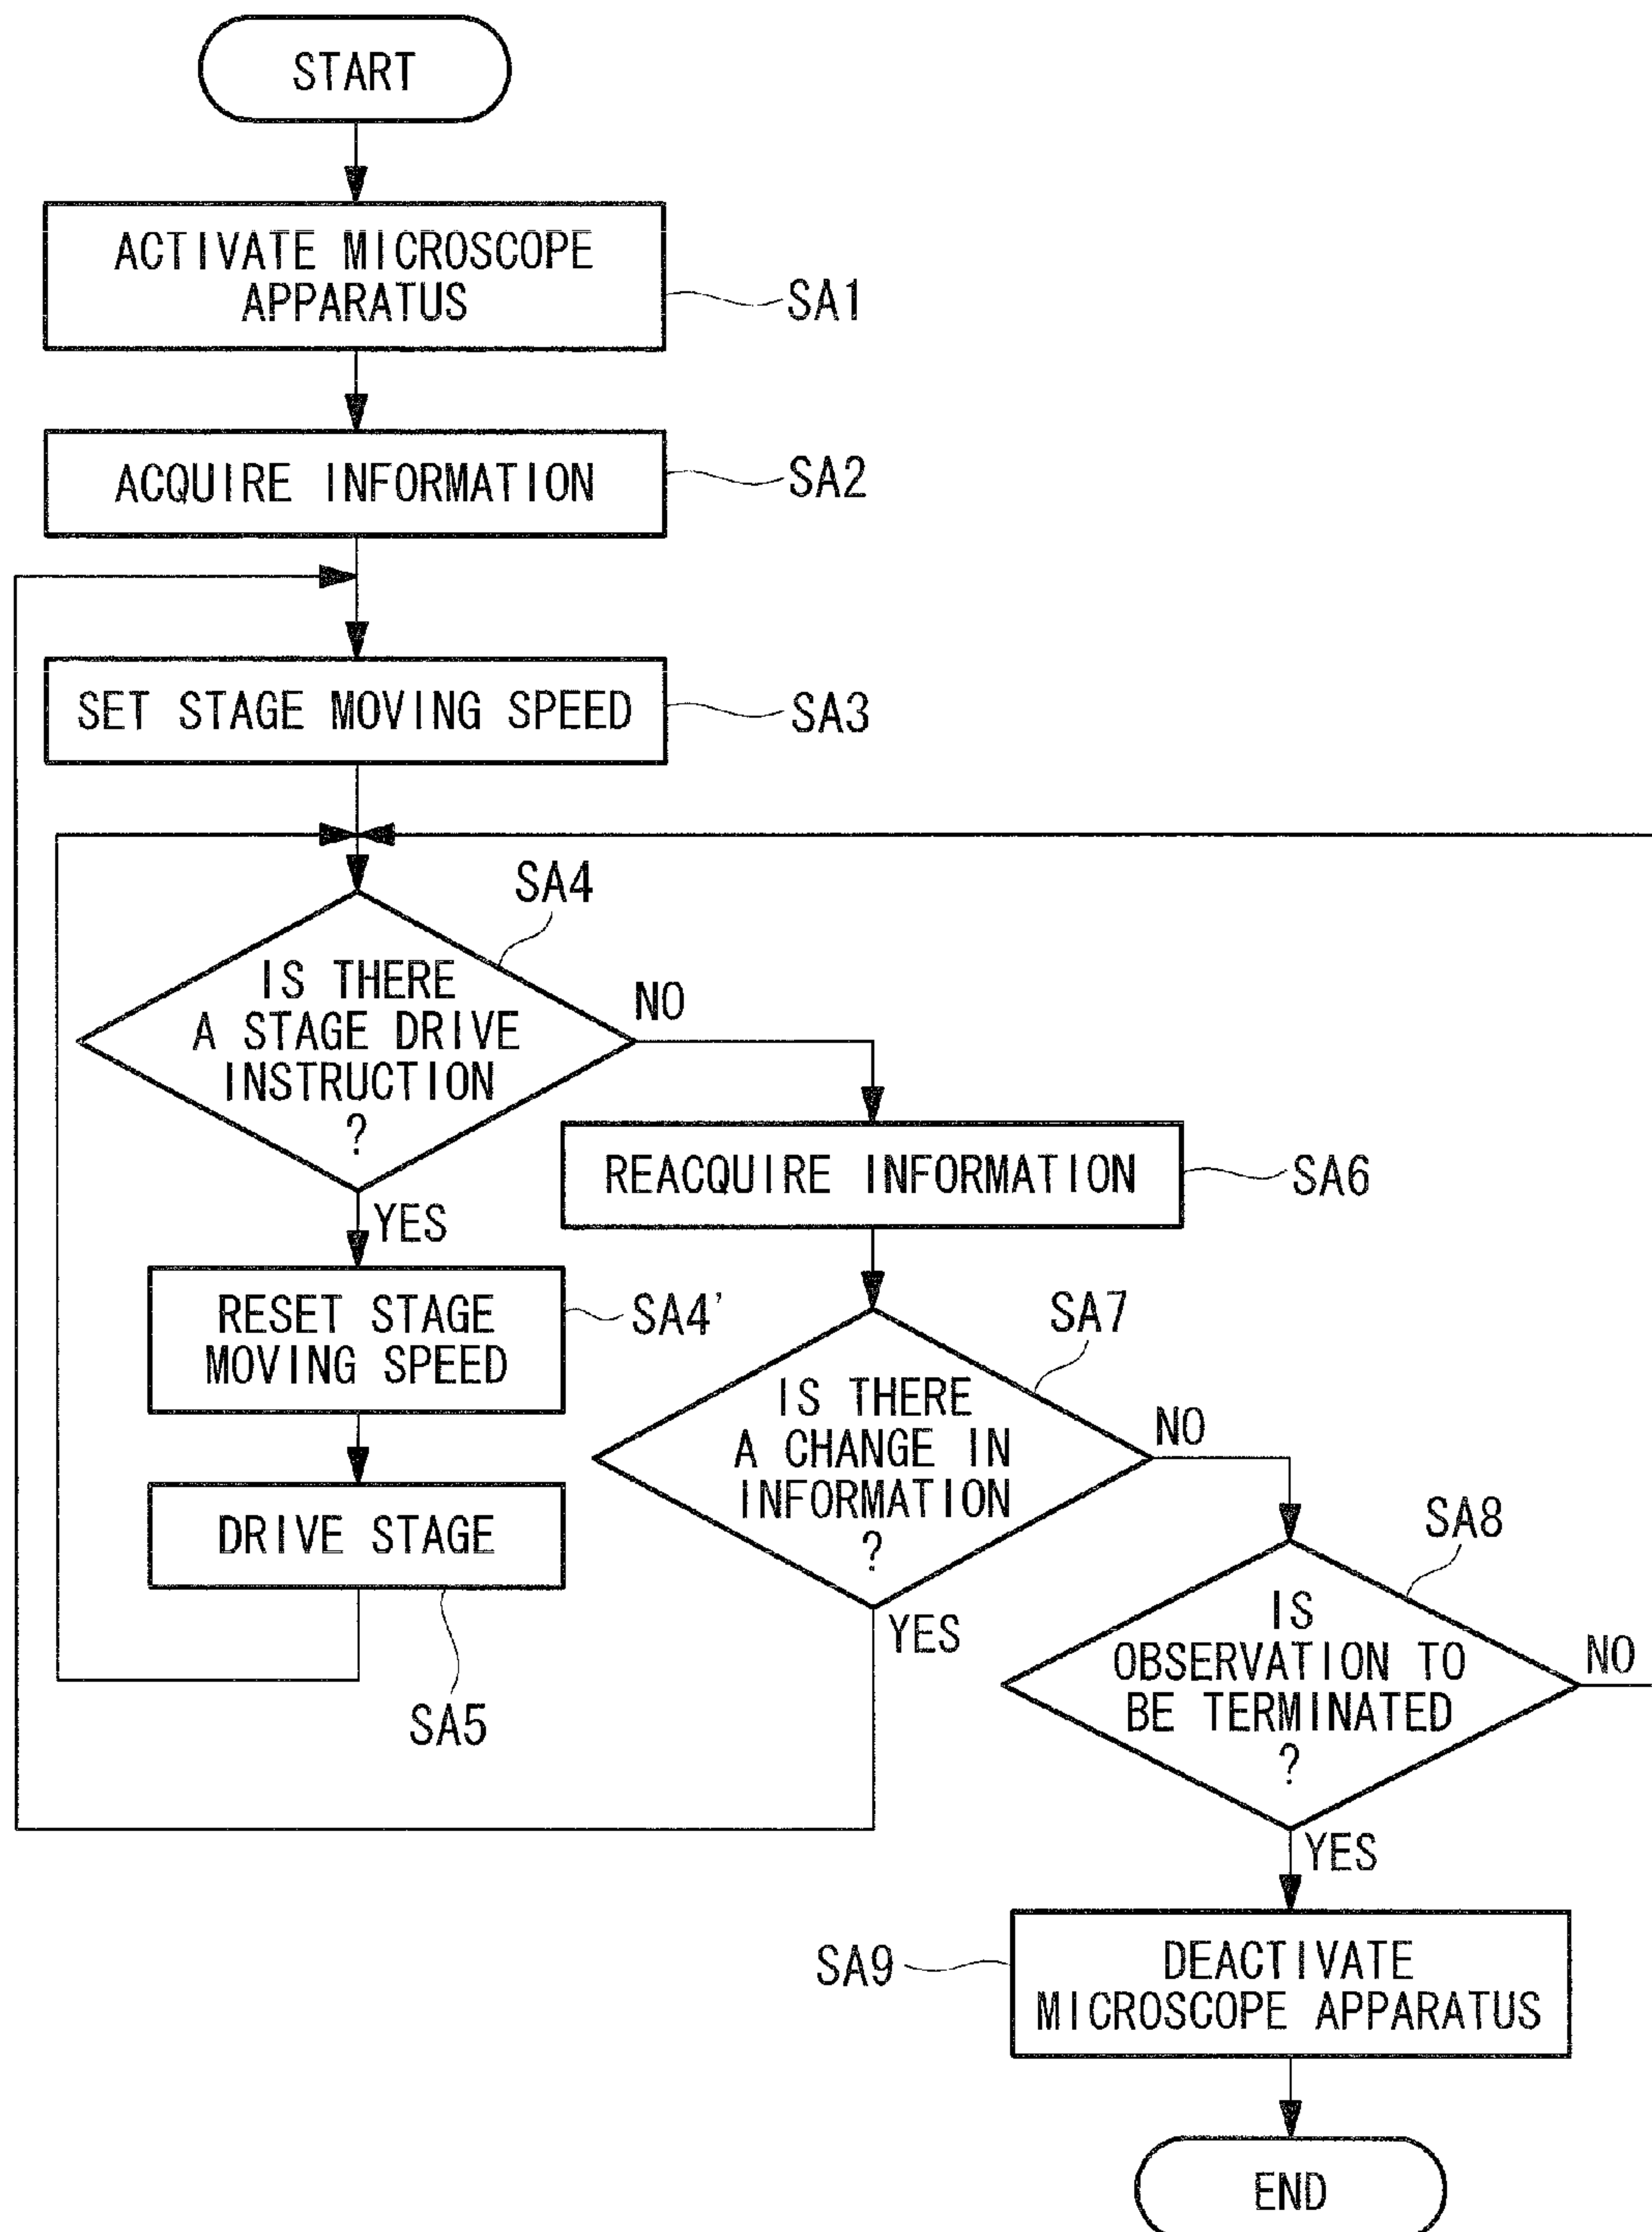 START
ACTIVATE MICROSCOPE
APPARATUS
SA1
ACQUIRE INFORMATION
SA2
SET STAGE MOVING SPEED
SA3
SA4
IS THERE
A STAGE DRIVE
INSTRUCTION
?
NO
YES
REACQUIRE INFORMATION
SA6
RESET STAGE
MOVING SPEED
SA4'
SA7
IS THERE
A CHANGE IN
INFORMATION
?
NO
YES
DRIVE STAGE
SA5
SA8
IS
OBSERVATION TO
BE TERMINATED
?
NO
YES
SA9
DEACTIVATE
MICROSCOPE APPARATUS
END